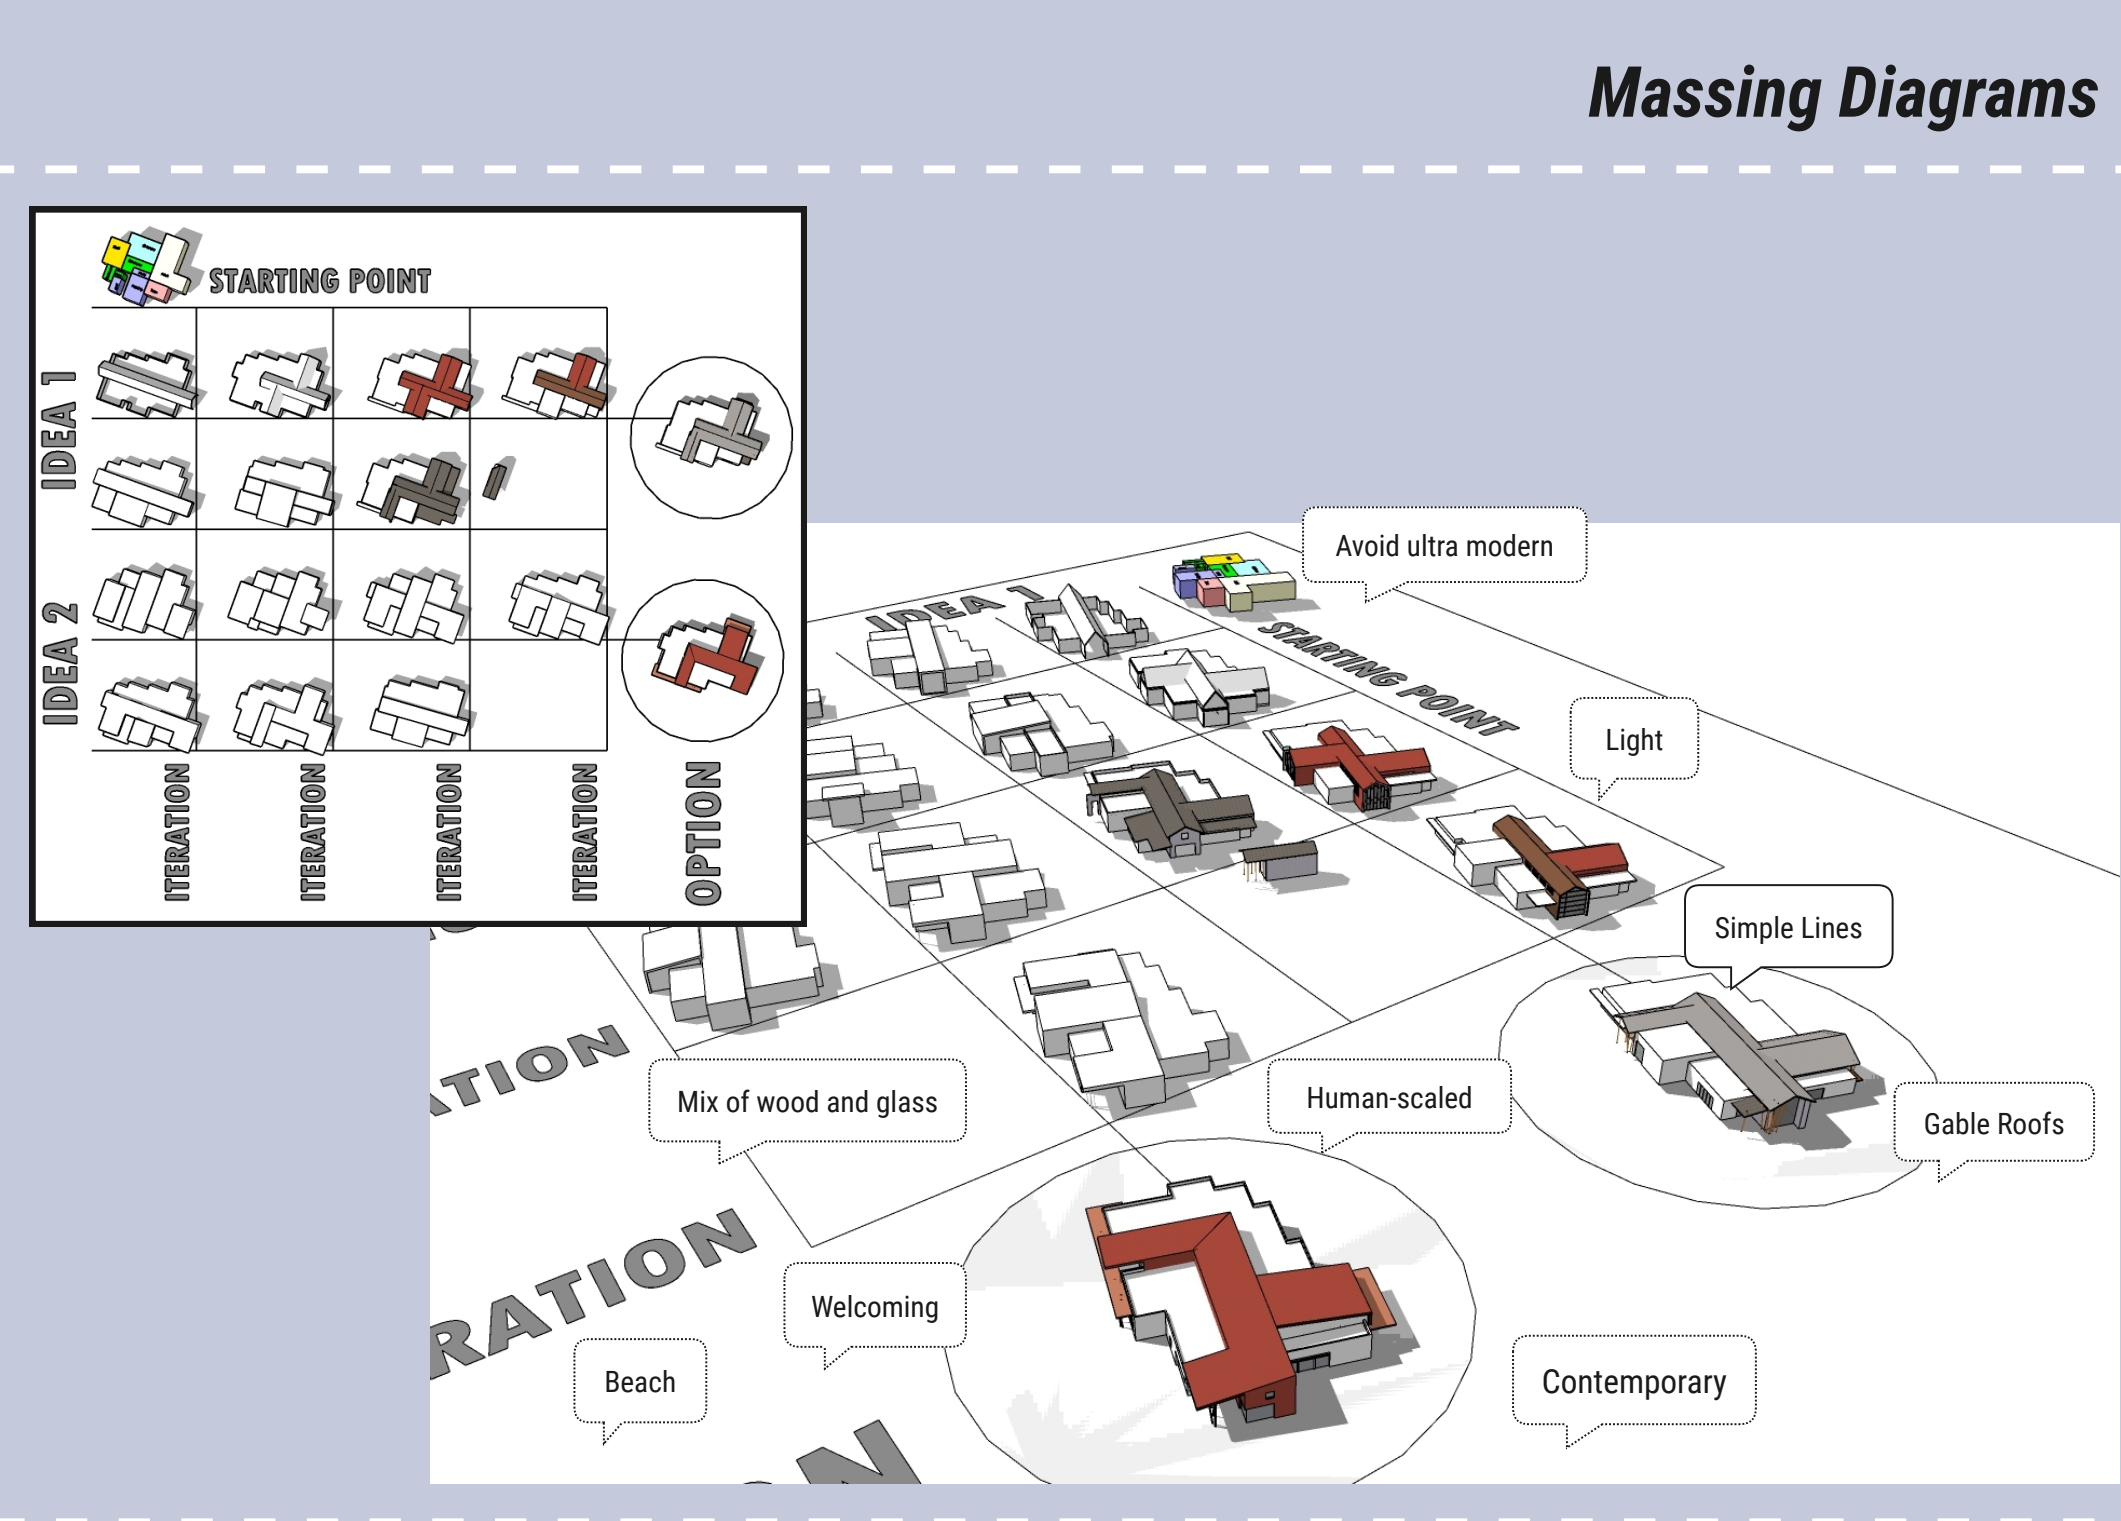 Massing Diagrams
STARTING POINT
IDEA 1
IDEA 2
ITERATION
ITERATION
ITERATION
ITERATION
OPTION
Avoid ultra modern
IDEA 1
STARTING POINT
Light
Simple Lines
Mix of wood and glass
Human-scaled
Gable Roofs
ATION
RATION
Welcoming
Beach
Contemporary
N